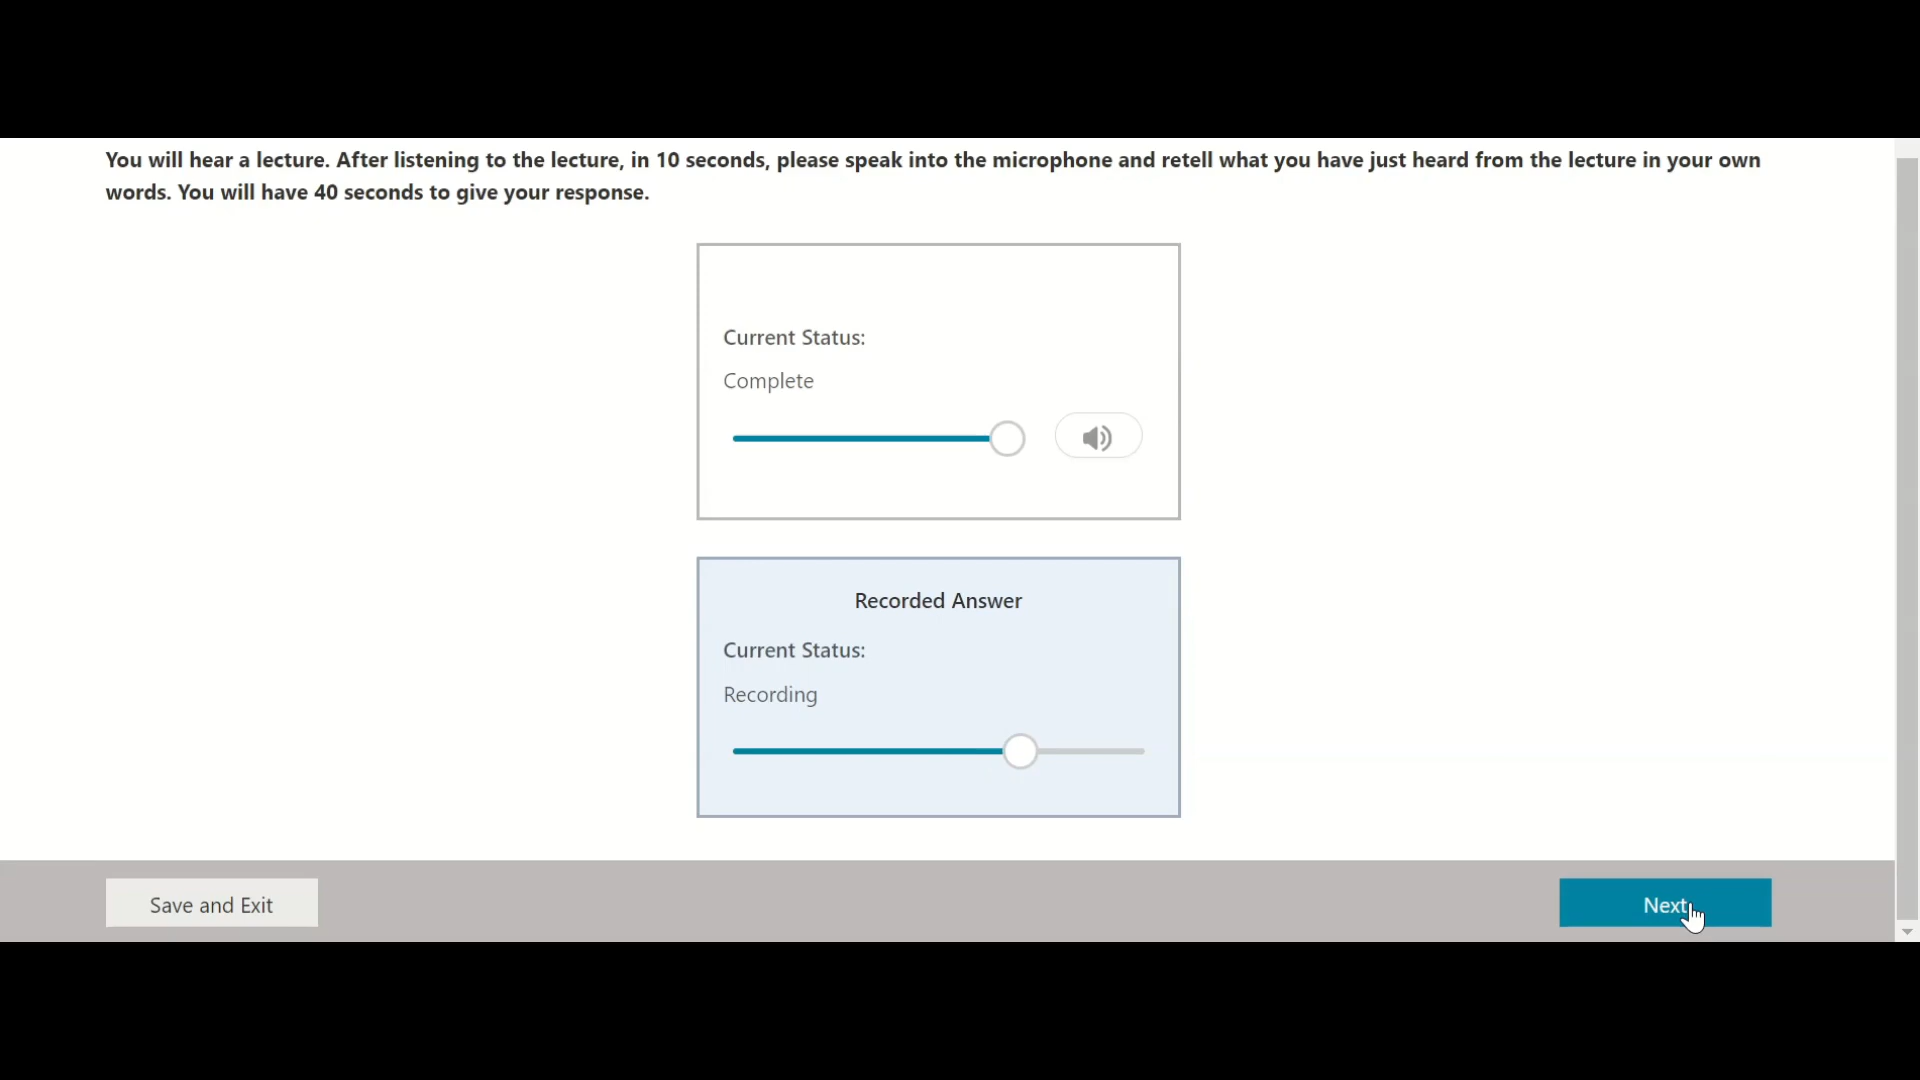 You will hear a lecture. After listening to the lecture, in 10 seconds, please speak into the microphone and retell what you have just heard from the lecture in your own
words. You will have 40 seconds to give your response.
Current Status:
Complete
Recorded Answer
Current Status:
Recording
Save and Exit
Next